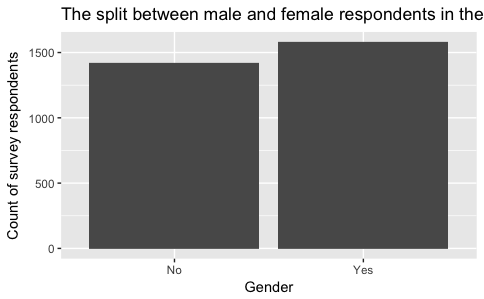 The split between male and female respondents in the
Count of survey respondents
1500
1000
500
0
No
Yes
Gender